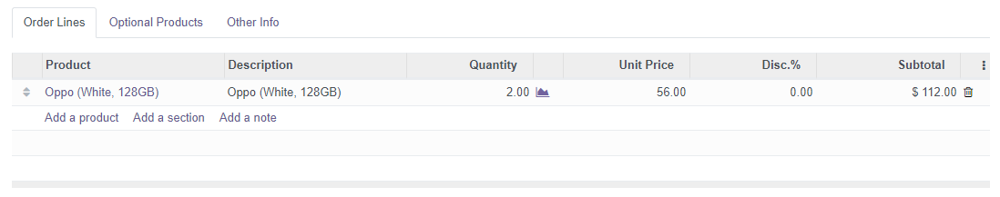 Order Lines Optional Products Other Info
Product Description Quantity Unit Price Disc.% Subtotal
Oppo (White, 128GB) Oppo (White, 128GB) 2.00 56.00 0.00 $ 112.00
Add a product Add a section Add a note